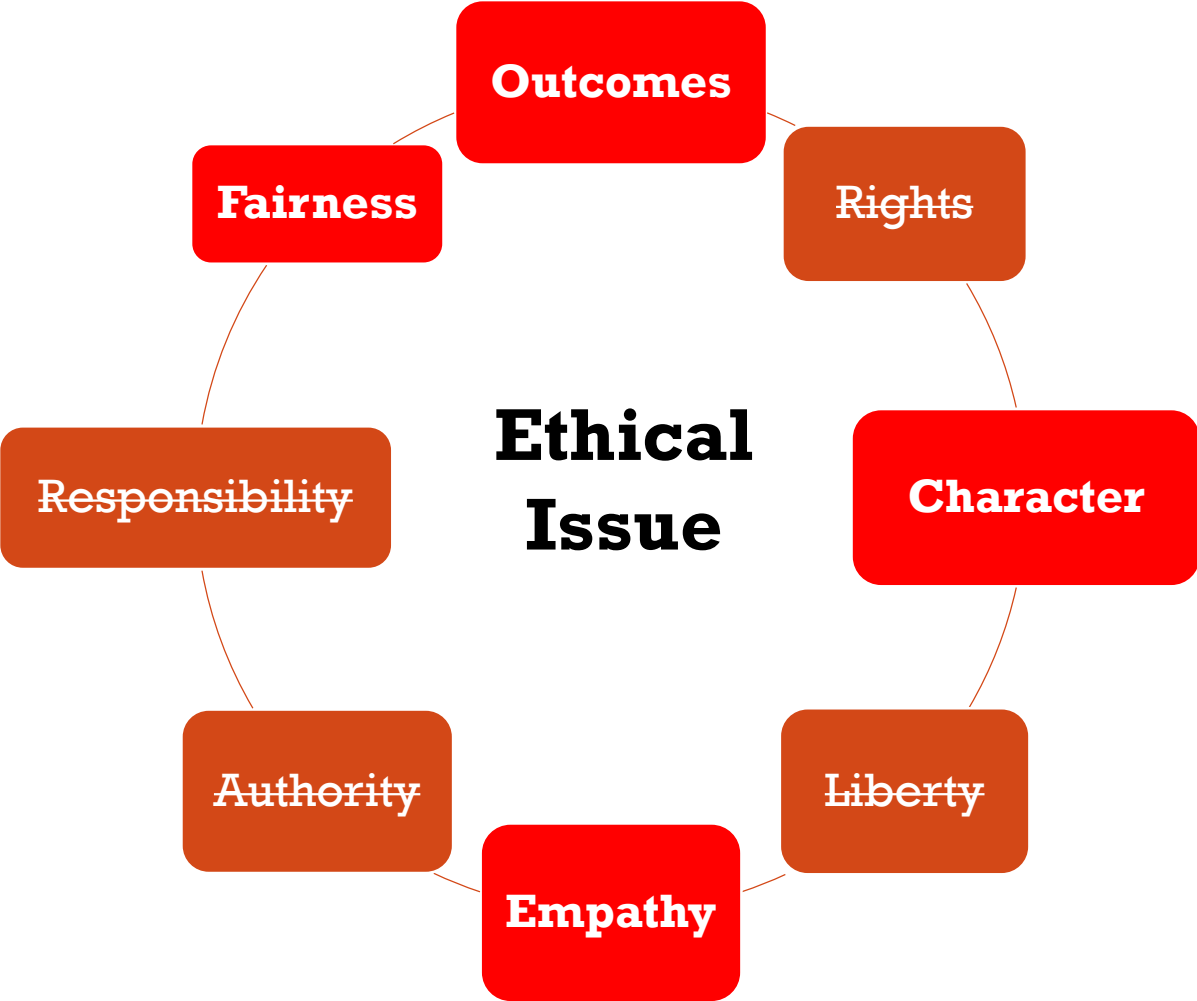 Outcomes
Rights
Fairness
Ethical
Issue
Responsibility
Character
Authority
Liberty
Empathy